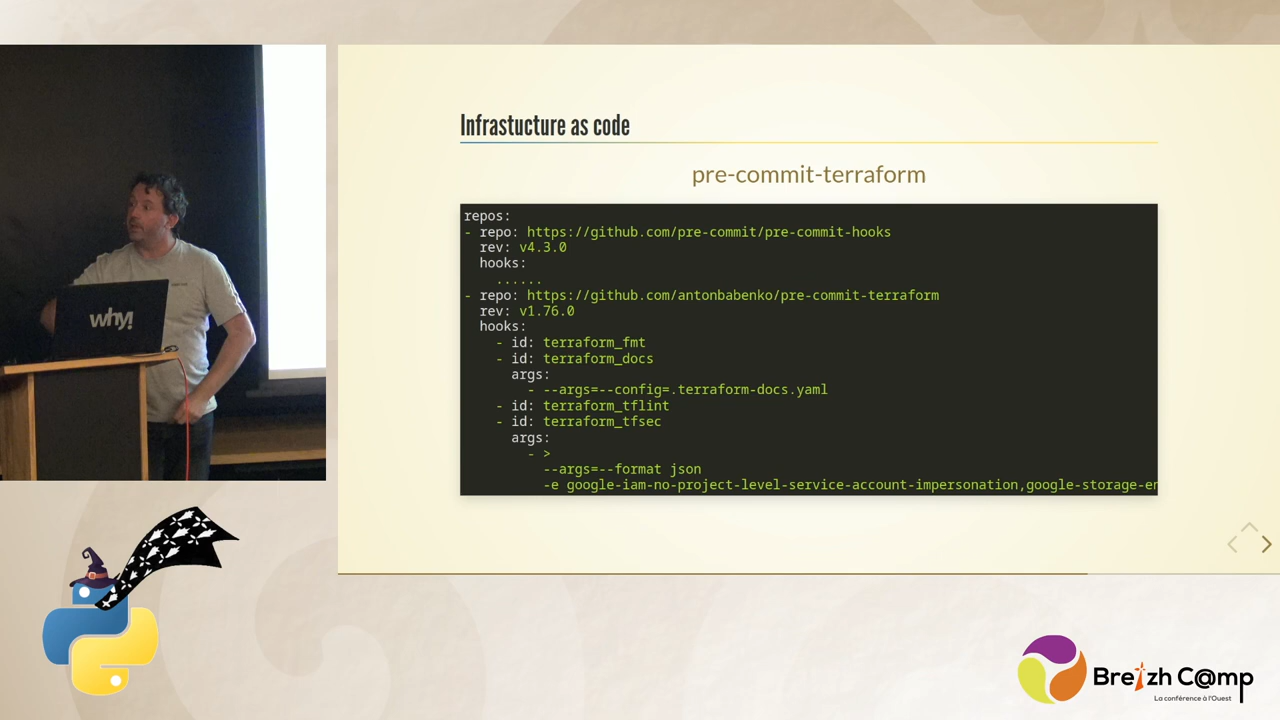 Infrastucture as code
pre-commit-terraform
repos:
- repo: https://github.com/pre-commit/pre-commit-hooks
rev: v4.3.0
hooks:
......
- repo: https://github.com/antonbabenko/pre-commit-terraform
rev: v1.76.0
hooks:
- id: terraform_fmt
- id: terraform_docs
args:
- --args=--config=.terraform-docs.yaml
- id: terraform_tflint
- id: terraform_tfsec
args:
- >
--args=--format json
-e google-iam-no-project-level-service-account-impersonation,google-storage-en
why!
Breizh C@mp
La conférence à l'Ouest